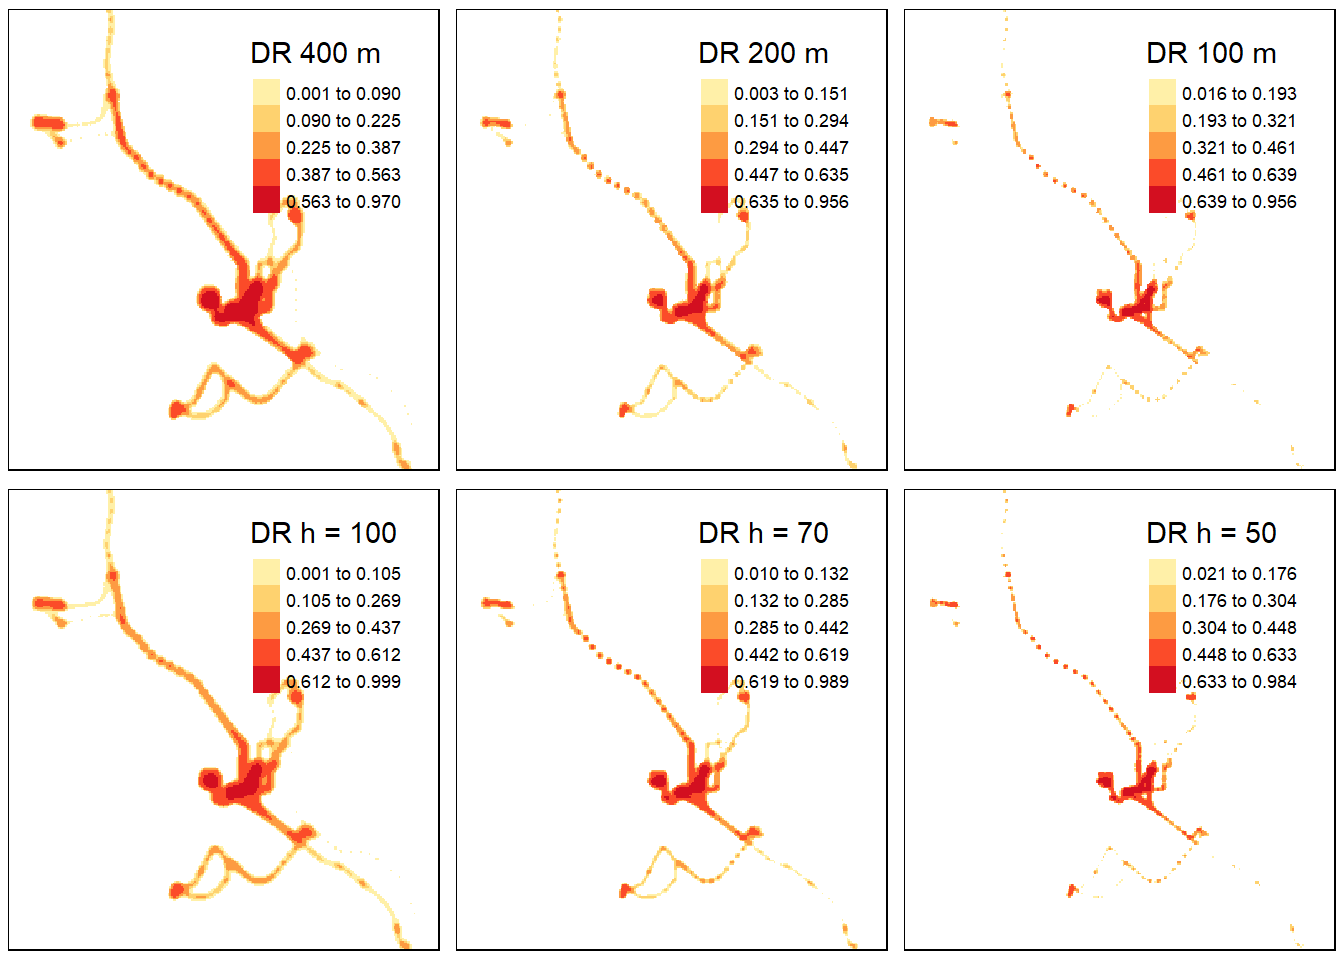 DR 400 m
0.001 to 0.090
0.090 to 0.225
0.225 to 0.387
0.387 to 0.563
0.563 to 0.970
DR 200 m
0.003 to 0.151
0.151 to 0.294
0.294 to 0.447
0.447 to 0.635
0.635 to 0.956
DR 100 m
0.016 to 0.193
0.193 to 0.321
0.321 to 0.461
0.461 to 0.639
0.639 to 0.956
DR h = 100
0.001 to 0.105
0.105 to 0.269
0.269 to 0.437
0.437 to 0.612
0.612 to 0.999
DR h = 70
0.010 to 0.132
0.132 to 0.285
0.285 to 0.442
0.442 to 0.619
0.619 to 0.989
DR h = 50
0.021 to 0.176
0.176 to 0.304
0.304 to 0.448
0.448 to 0.633
0.633 to 0.984